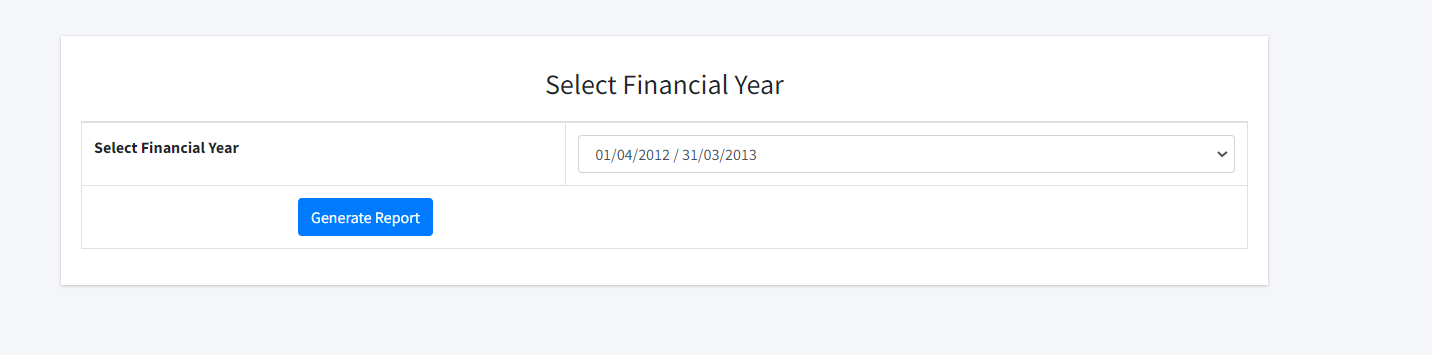 Select Financial Year
Select Financial Year
01/04/2012 / 31/03/2013
Generate Report